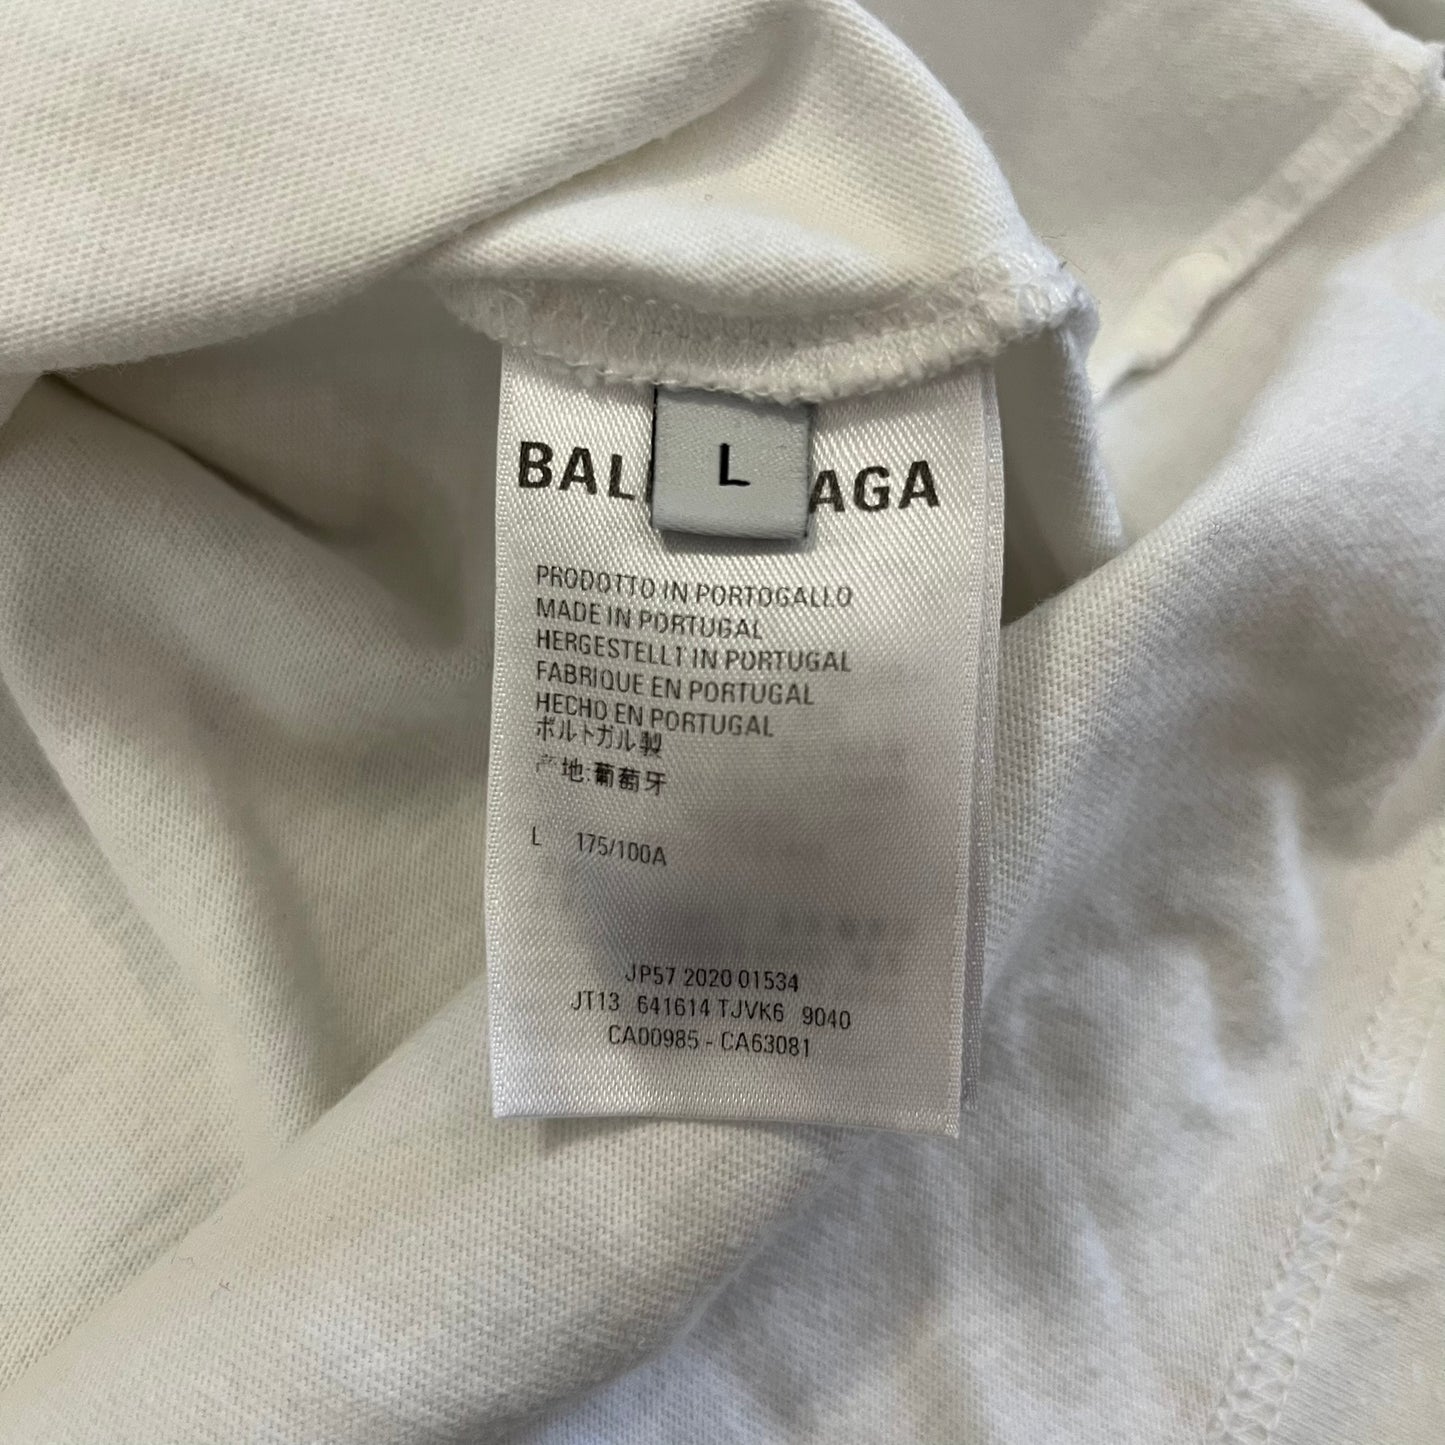 L
BAL AGA
PRODOTTO IN PORTOGALLO
MADE IN PORTUGAL
HERGESTELLT IN PORTUGAL
FABRIQUE EN PORTUGAL
HECHO EN PORTUGAL
ポルトガル製
产地:葡萄牙
L 175/100A
JP57 2020 01534
JT13 641614 TJVK6 9040
CA00985 - CA63081